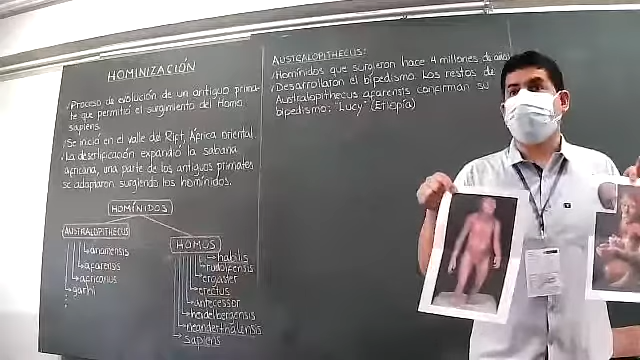 HOMINIZACIÓN
✓Proceso de evolución de un antiguo prima-
te que permitió el surgimiento del Homo
sapiens.
✓Se inició en el valle del Rift, África oriental.
✓La desertificación expandió la sabana
africana, una parte de los antiguos primates
se adaptaron surgiendo los homínidos.
HOMÍNIDOS
AUSTRALOPITHECUS
anamensis
afarensis
africanus
garhi
HOMOS
habilis
rudolfensis
ergaster
erectus
antecessor
heidelbergensis
neanderthalensis
sapiens
AUSTRALOPITHECUS:
✓Homínidos que surgieron hace 4 millones de años
✓Desarrollaron el bipedismo. Los restos de
Australopithecus afarensis confirman su
bipedismo: "Lucy" (Etiopía)